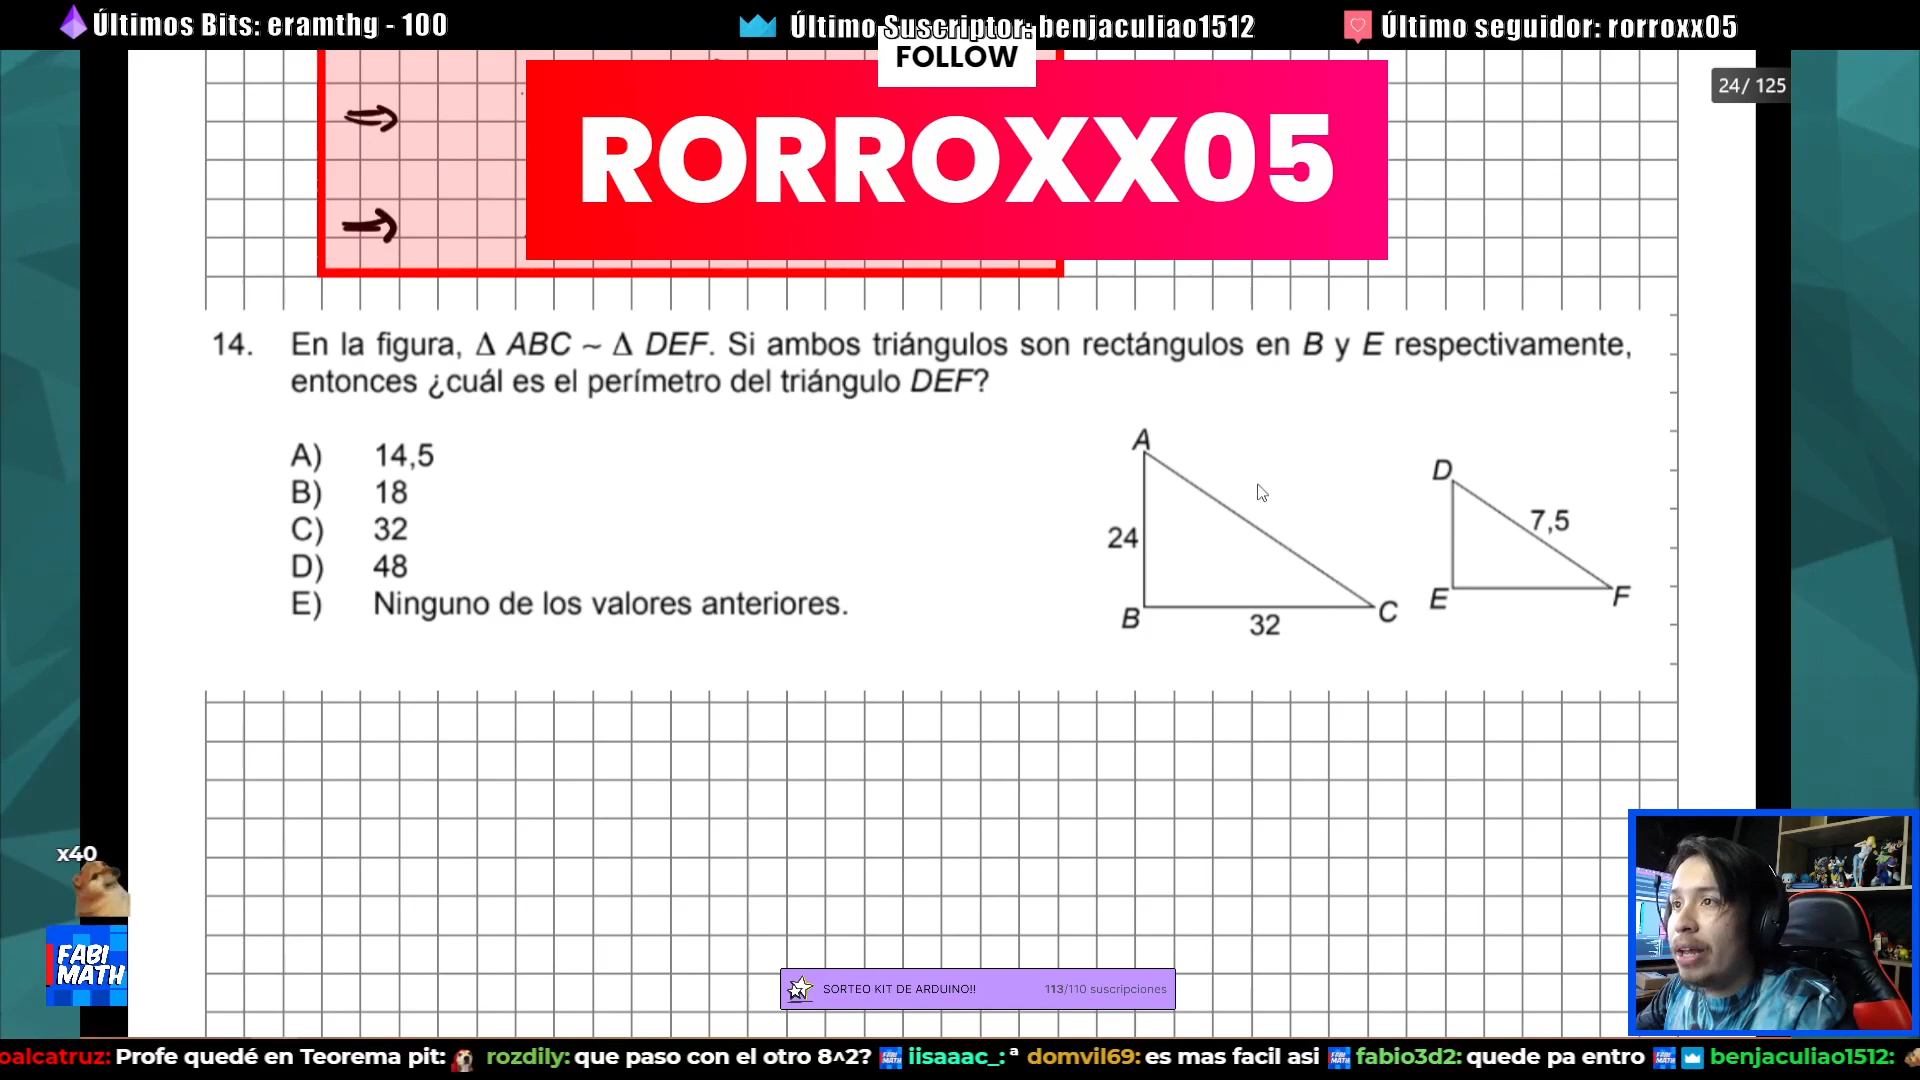 Últimos Bits: eramthg - 100
Último Suscriptor: benjaculiao1512
Último seguidor: rorroxx05
FOLLOW
RORROXX05
24/ 125
14. En la figura, Δ ABC ~ Δ DEF. Si ambos triángulos son rectángulos en B y E respectivamente,
entonces ¿cuál es el perímetro del triángulo DEF?
A) 14,5
B) 18
C) 32
D) 48
E) Ninguno de los valores anteriores.
A
24
B
32
C
D
7,5
E
F
x40
FABI
MATH
SORTEO KIT DE ARDUINO!! 113/110 suscripciones
oalcatruz: Profe quedé en Teorema pit: rozdily: que paso con el otro 8^2? iisaaac_: ª domvil69: es mas facil asi fabio3d2: quede pa entro benjaculiao1512: